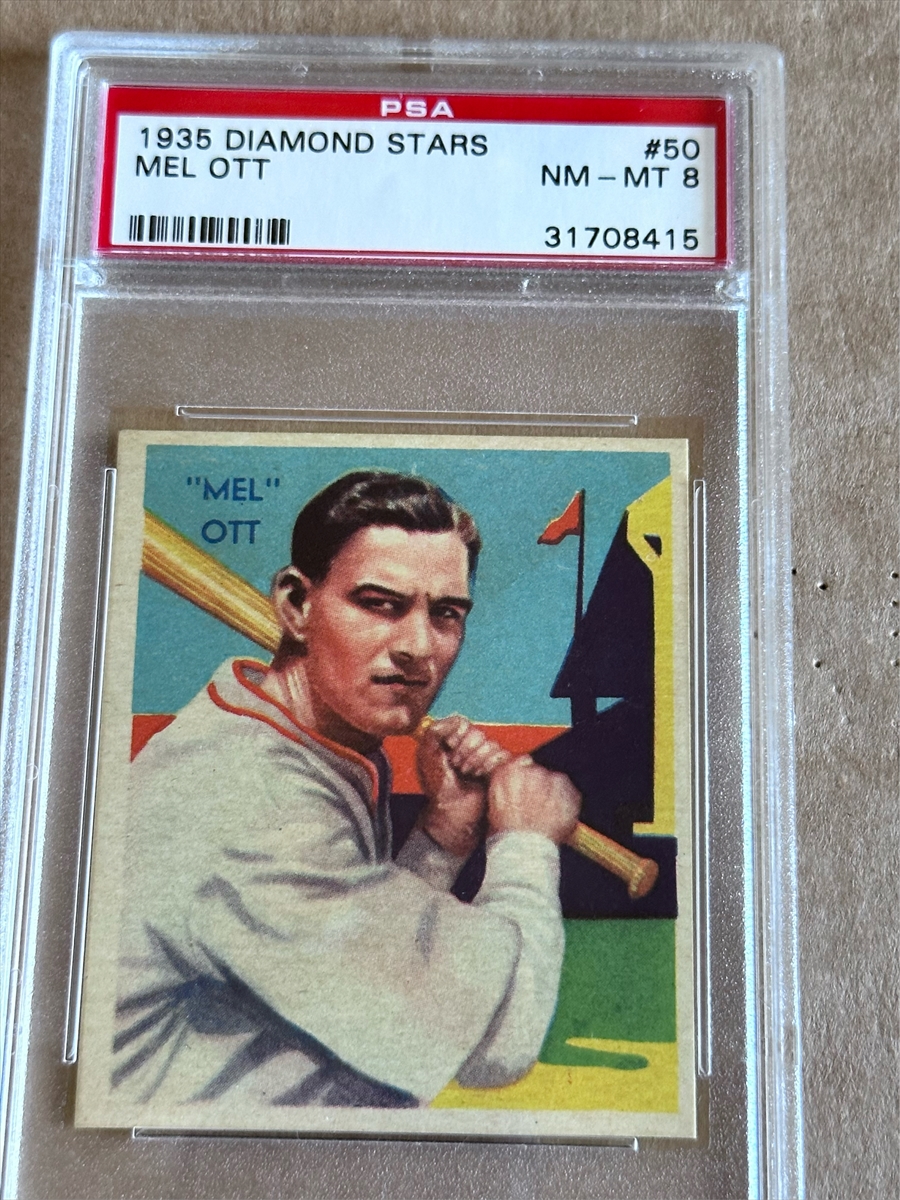 PSA
1935 DIAMOND STARS #50
MEL OTT NM - MT 8
31708415
"MEL"
OTT